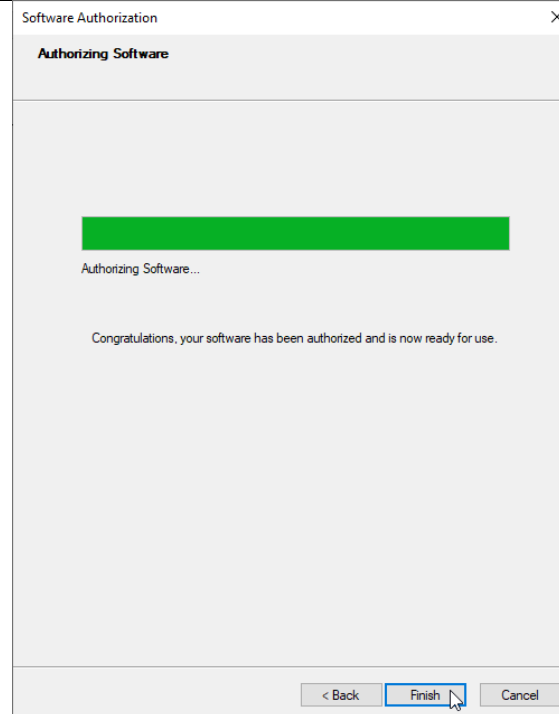 Software Authorization
Authorizing Software
Authorizing Software...
Congratulations, your software has been authorized and is now ready for use.
< Back Finish Cancel